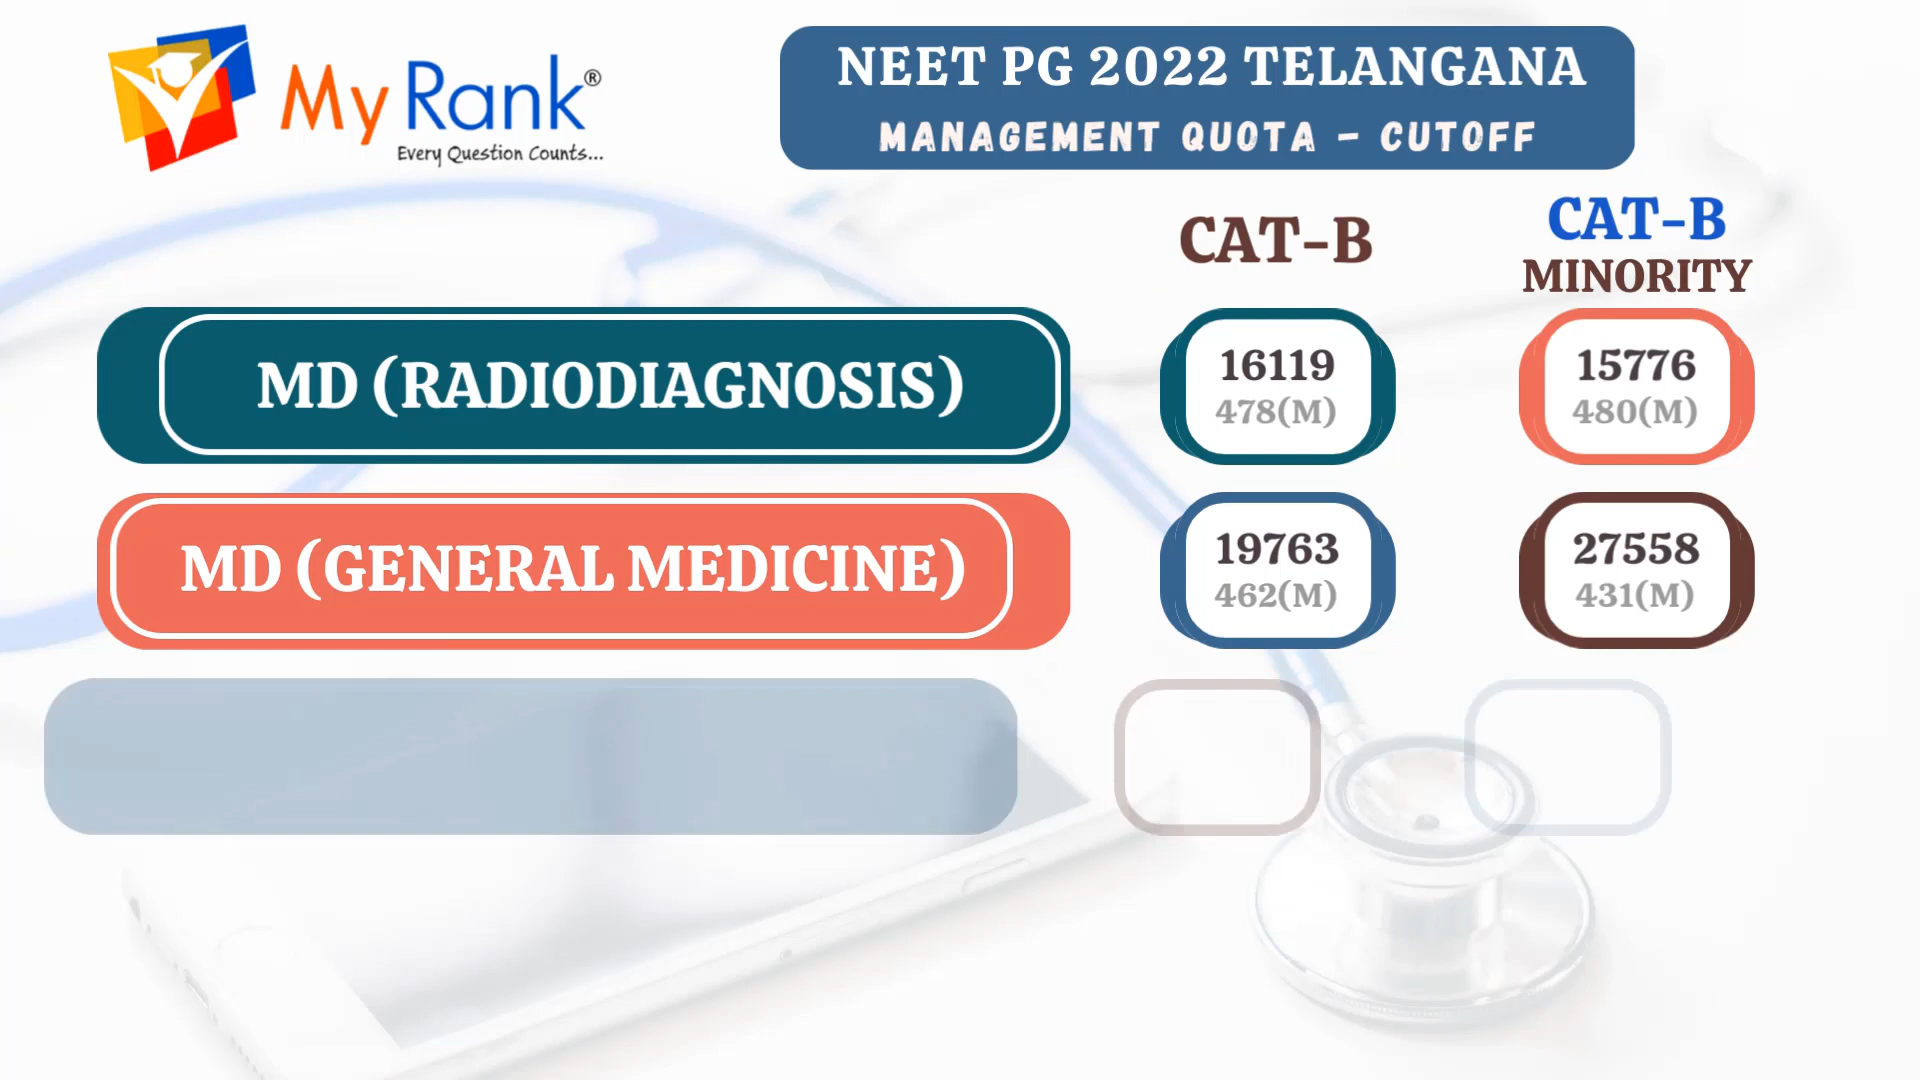 My Rank®
Every Question Counts...
NEET PG 2022 TELANGANA
MANAGEMENT QUOTA - CUTOFF
CAT-B
CAT-B
MINORITY
MD (RADIODIAGNOSIS)
16119
478(M)
15776
480(M)
MD (GENERAL MEDICINE)
19763
462(M)
27558
431(M)